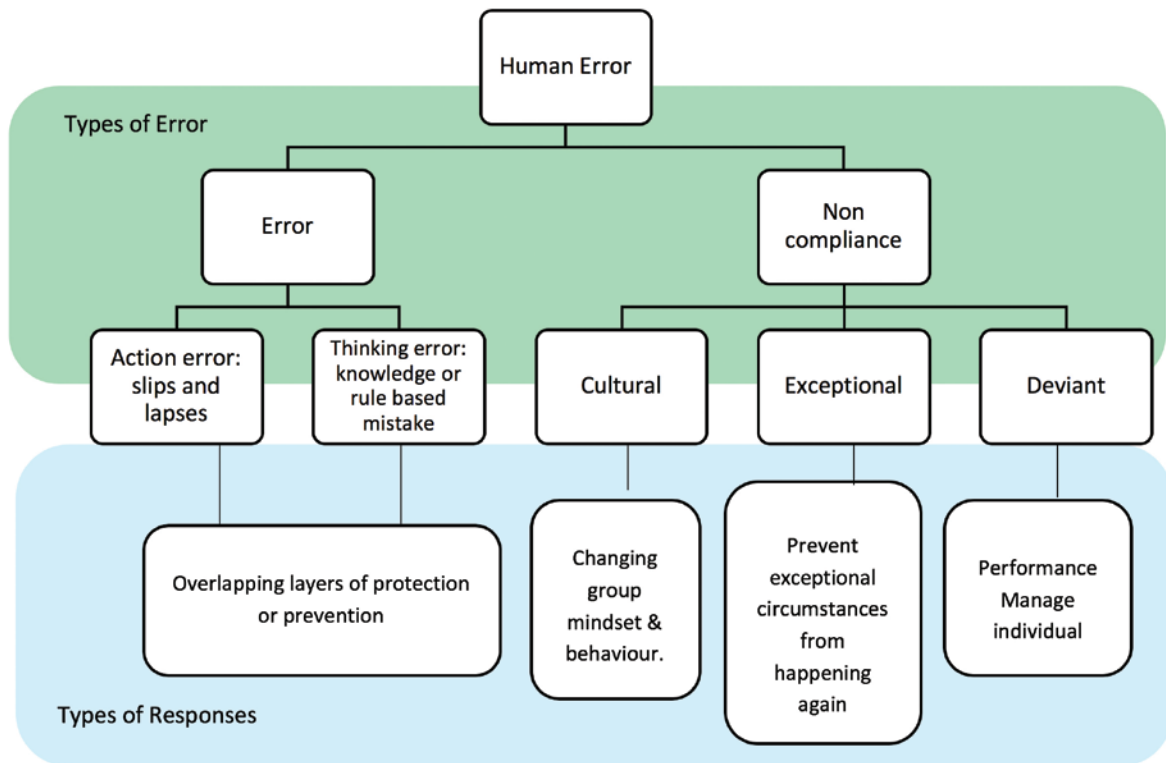 Human Error
Types of Error
Error
Non
compliance
Action error:
slips and
lapses
Thinking error:
knowledge or
rule based
mistake
Cultural
Exceptional
Deviant
Overlapping layers of protection
or prevention
Changing
group
mindset &
behaviour.
Prevent
exceptional
circumstances
from
happening
again
Performance
Manage
individual
Types of Responses